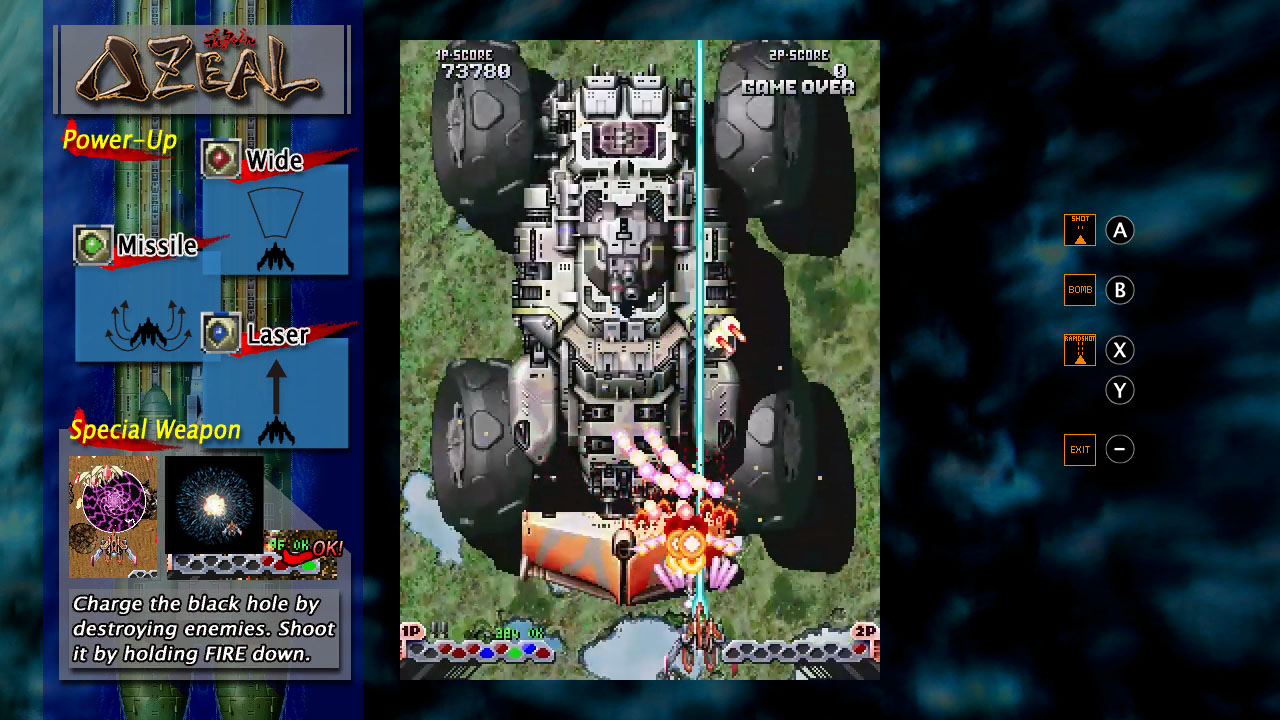 ΔZEAL
Power-Up
Wide
Missile
Laser
Special Weapon
OK!
Charge the black hole by
destroying enemies. Shoot
it by holding FIRE down.
1P-SCORE
73780
2P-SCORE
0
GAME OVER
1P
2P
SHOT
A
BOMB
B
RAPIDSHOT
X
Y
EXIT